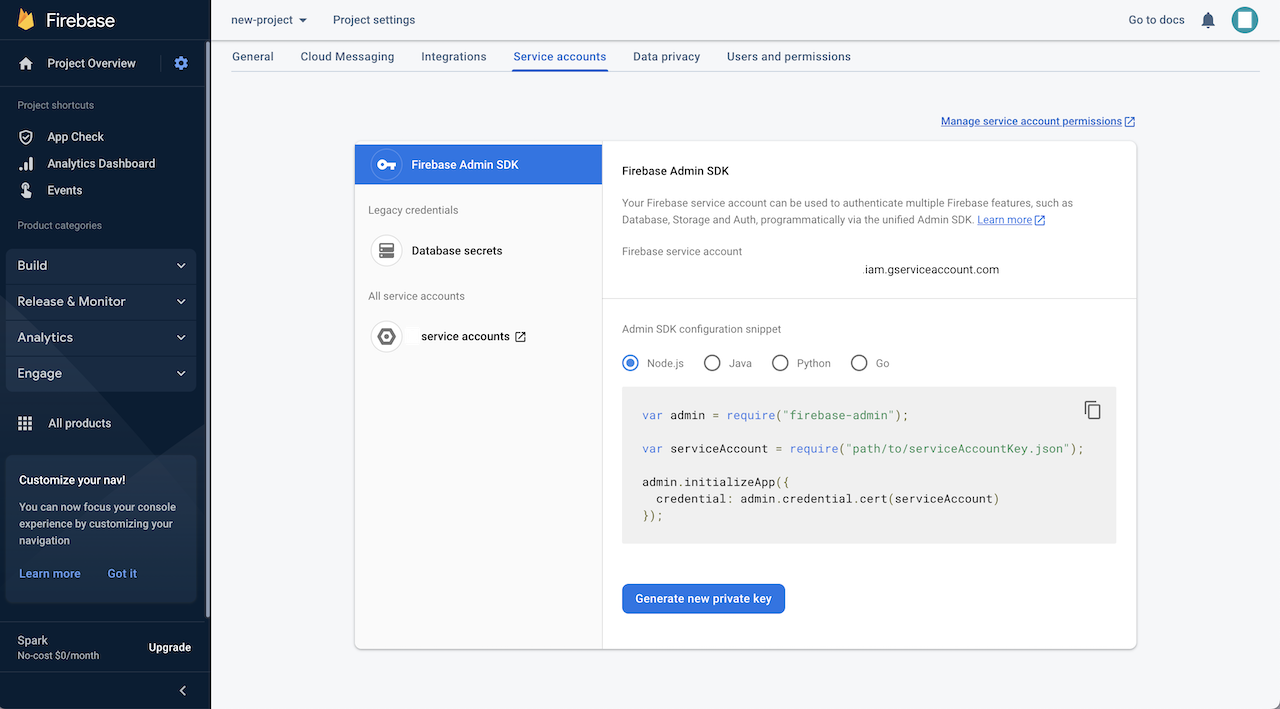 Firebase
new-project
Project settings
Go to docs
Project Overview
General
Cloud Messaging
Integrations
Service accounts
Data privacy
Users and permissions
Project shortcuts
App Check
Analytics Dashboard
Events
Product categories
Build
Release & Monitor
Analytics
Engage
All products
Customize your nav!
You can now focus your console
experience by customizing your
navigation
Learn more
Got it
Spark
No-cost $0/month
Upgrade
Manage service account permissions
Firebase Admin SDK
Legacy credentials
Database secrets
All service accounts
service accounts
Firebase Admin SDK
Your Firebase service account can be used to authenticate multiple Firebase features, such as
Database, Storage and Auth, programmatically via the unified Admin SDK. Learn more
Firebase service account
.iam.gserviceaccount.com
Admin SDK configuration snippet
Node.js
Java
Python
Go
var admin = require("firebase-admin");
var serviceAccount = require("path/to/serviceAccountKey.json");
admin.initializeApp({
credential: admin.credential.cert(serviceAccount)
});
Generate new private key